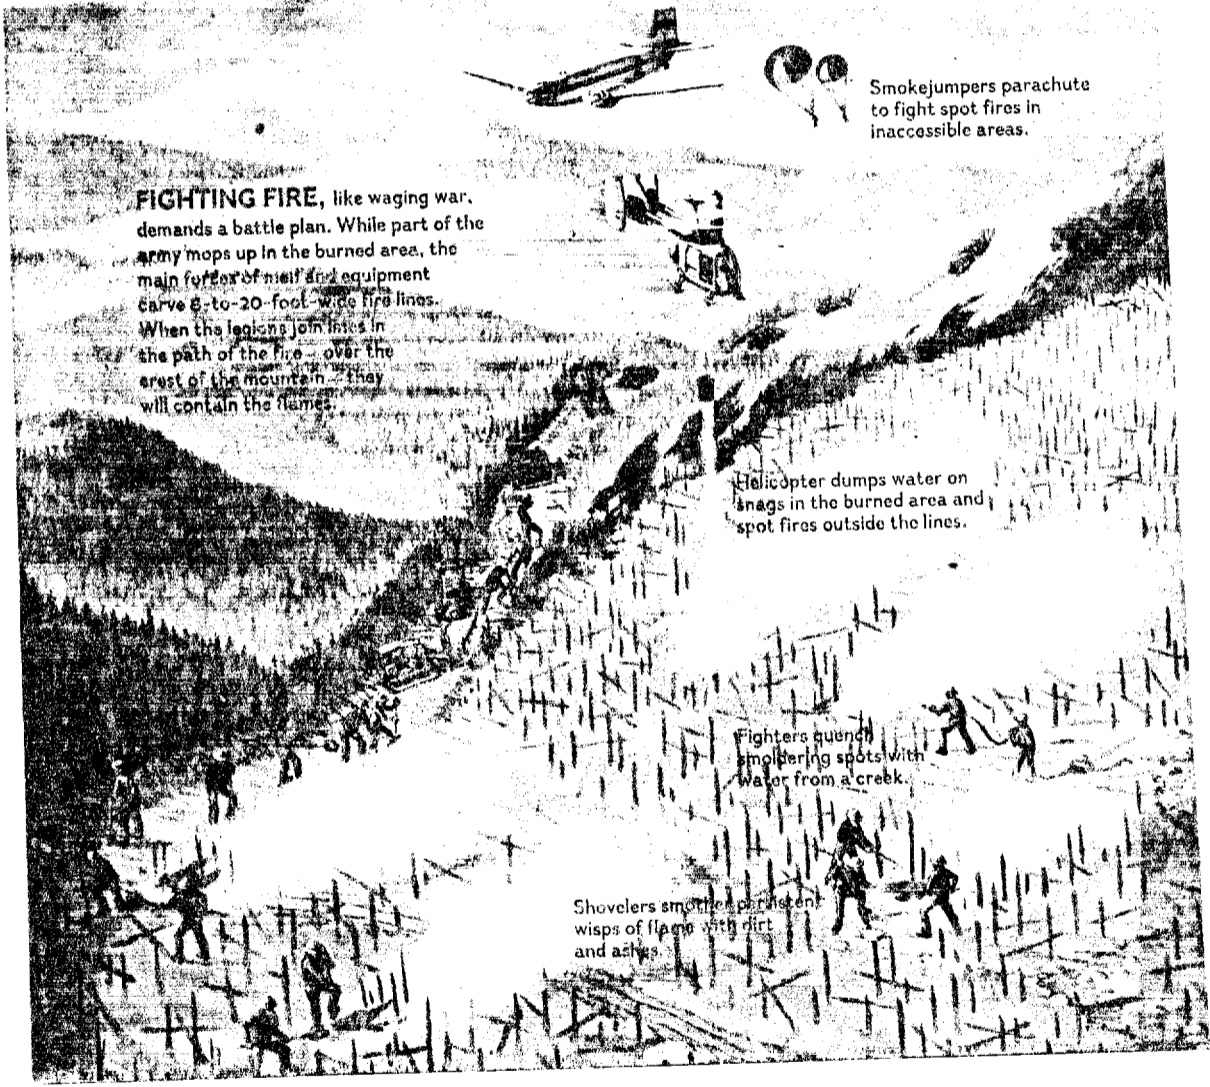 Smokejumpers parachute
to fight spot fires in
inaccessible areas.
FIGHTING FIRE, like waging war,
demands a battle plan. While part of the
army mops up in the burned area, the
main forces of men and equipment
carve 8-to-20-foot-wide fire lines.
When the legions join lines in
the path of the fire — over the
crest of the mountain — they
will contain the flames.
Helicopter dumps water on
snags in the burned area and
spot fires outside the lines.
Fighters quench
smoldering spots with
water from a creek.
Shovelers smother persistent
wisps of flame with dirt
and ashes.